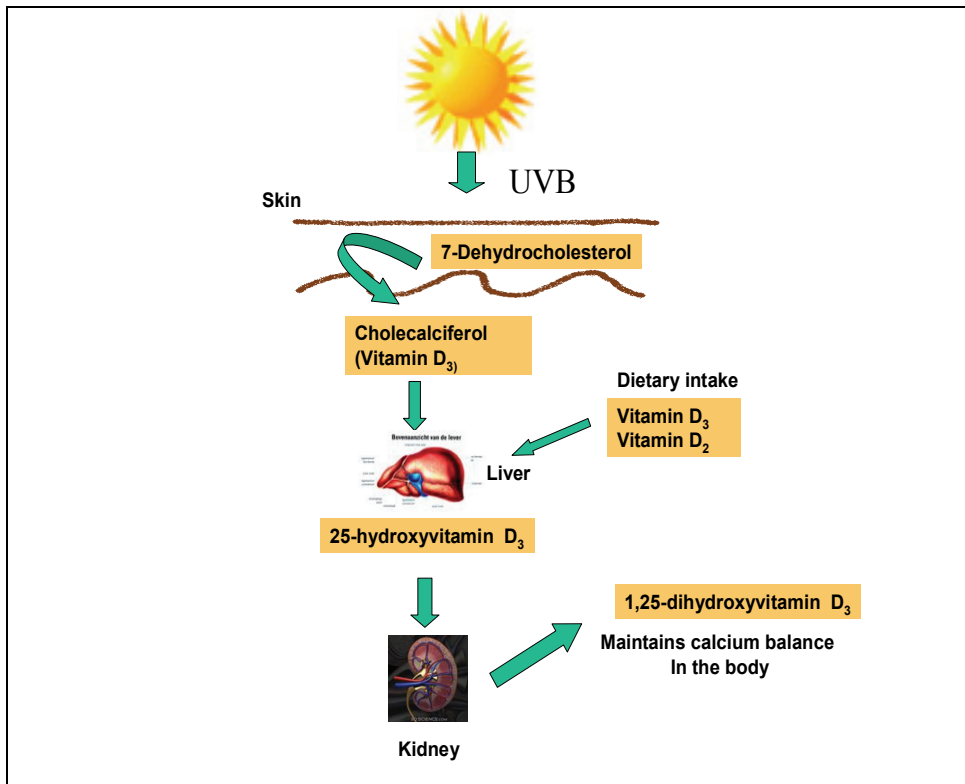 UVB
Skin
7-Dehydrocholesterol
Cholecalciferol
(Vitamin D3)
Dietary intake
Vitamin D3
Vitamin D2
Bovenaanzicht van de lever
Liver
25-hydroxyvitamin D3
1,25-dihydroxyvitamin D3
Maintains calcium balance
In the body
Kidney